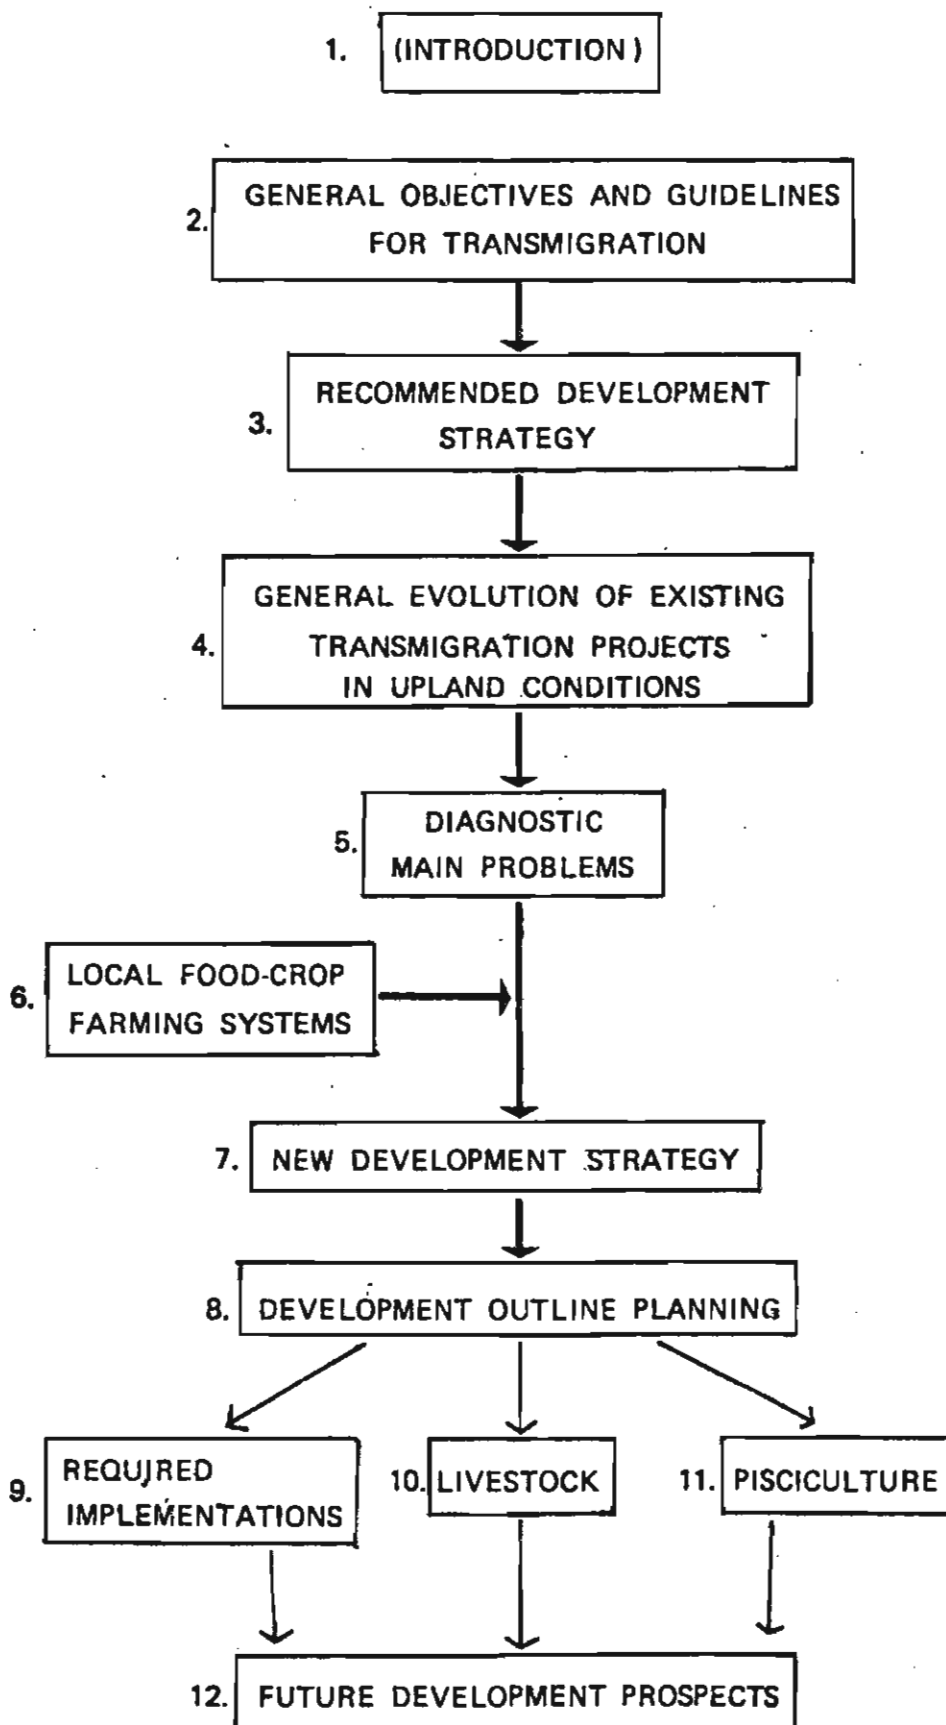 1. (INTRODUCTION)
2. GENERAL OBJECTIVES AND GUIDELINES
FOR TRANSMIGRATION
3. RECOMMENDED DEVELOPMENT
STRATEGY
4. GENERAL EVOLUTION OF EXISTING
TRANSMIGRATION PROJECTS
IN UPLAND CONDITIONS
5. DIAGNOSTIC
MAIN PROBLEMS
6. LOCAL FOOD-CROP
FARMING SYSTEMS
7. NEW DEVELOPMENT STRATEGY
8. DEVELOPMENT OUTLINE PLANNING
9. REQUIRED
IMPLEMENTATIONS
10. LIVESTOCK
11. PISCICULTURE
12. FUTURE DEVELOPMENT PROSPECTS